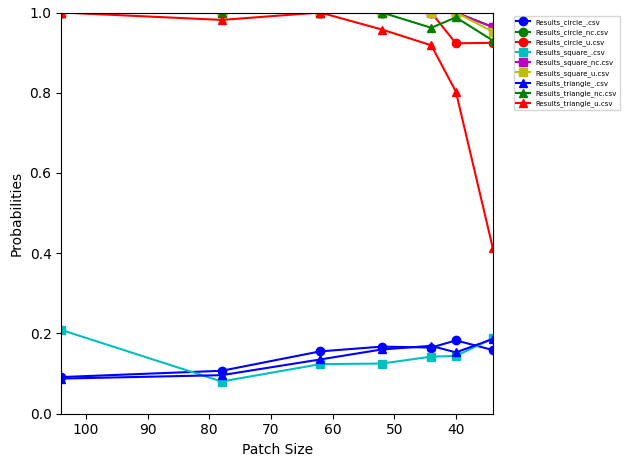 1.0
0.8
0.6
0.4
0.2
0.0
Probabilities
100
90
80
70
60
50
40
Patch Size
Results_circle_.csv
Results_circle_nc.csv
Results_circle_u.csv
Results_square_.csv
Results_square_nc.csv
Results_square_u.csv
Results_triangle_.csv
Results_triangle_nc.csv
Results_triangle_u.csv